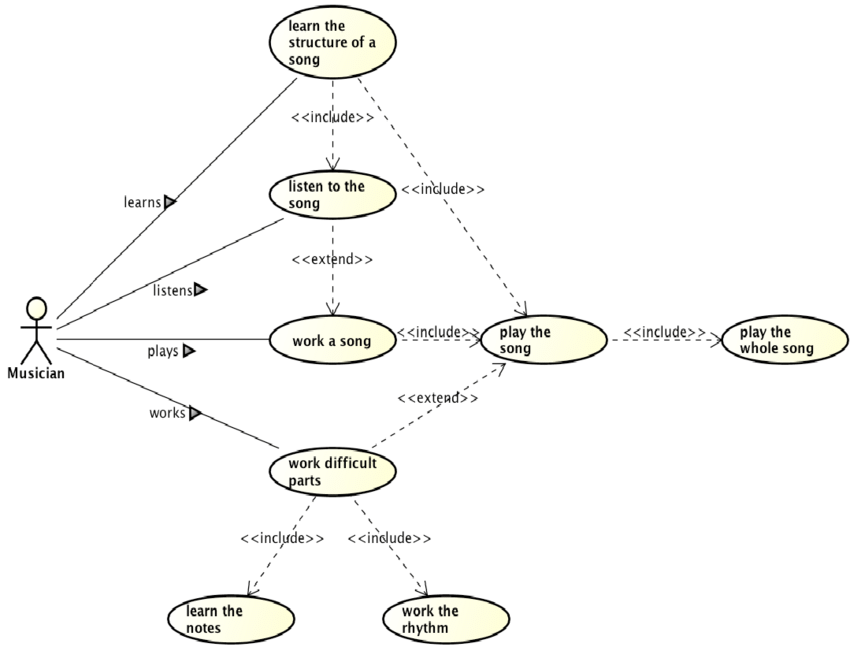 learn the
structure of a
song
<<include>>
learns
listen to the
song
<<include>>
<<extend>>
listens
Musician
plays
work a song
<<include>>
play the
song
<<include>>
play the
whole song
works
<<extend>>
work difficult
parts
<<include>>
<<include>>
learn the
notes
work the
rhythm